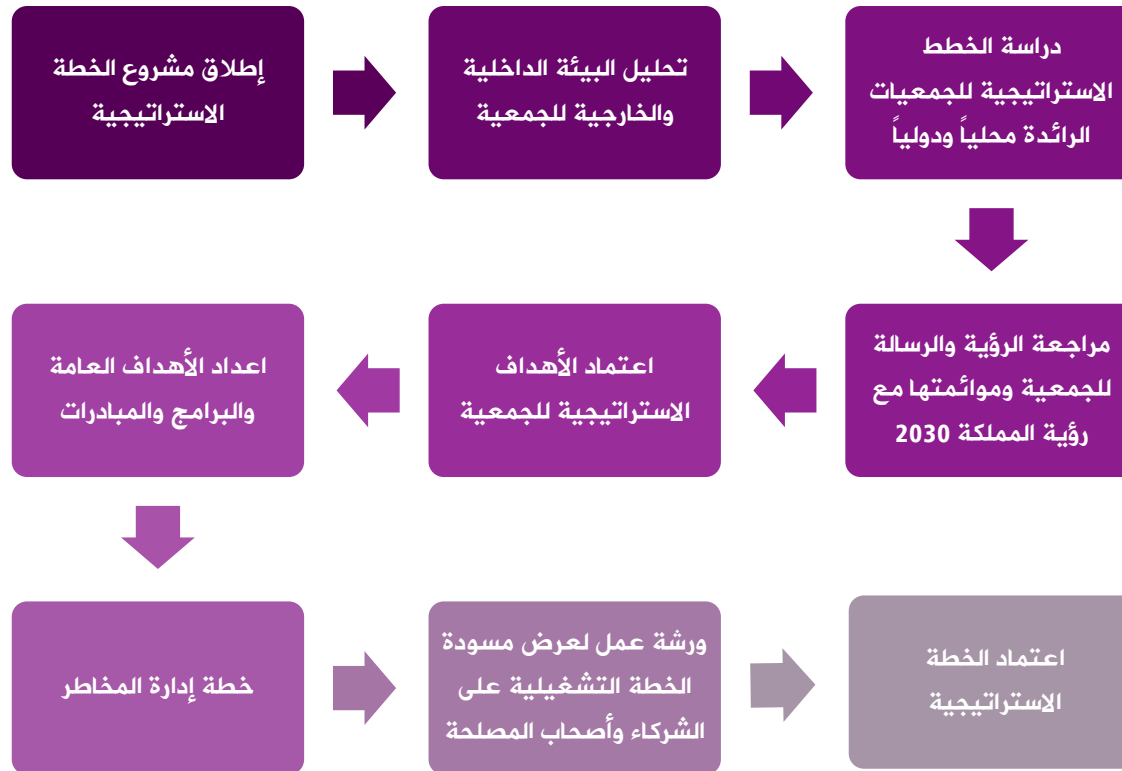 إطلاق مشروع الخطة
الاستراتيجية
تحليل البيئة الداخلية
والخارجية للجمعية
دراسة الخطط
الاستراتيجية للجمعيات
الرائدة محلياً ودولياً
مراجعة الرؤية والرسالة
للجمعية وموائمتها مع
رؤية المملكة 2030
اعتماد الأهداف
الاستراتيجية للجمعية
اعداد الأهداف العامة
والبرامج والمبادرات
خطة إدارة المخاطر
ورشة عمل لعرض مسودة
الخطة التشغيلية على
الشركاء وأصحاب المصلحة
اعتماد الخطة
الاستراتيجية